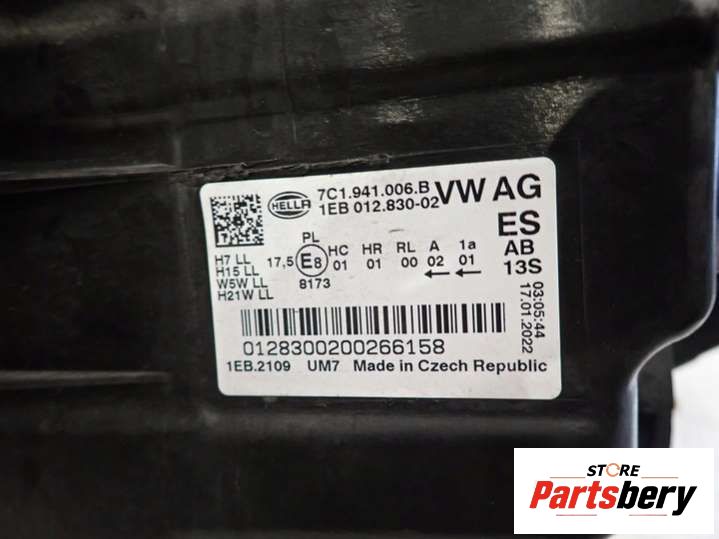 HELLA
7C1.941.006.B
1EB 012.830-02
VW AG
ES
AB
13S
PL
HC HR RL A 1a
17,5 E8 01 01 00 02 01
8173
← ←
H7 LL
H15 LL
W5W LL
H21W LL
03:05:44
17.01.2022
0128300200266158
1EB.2109 UM7 Made in Czech Republic
STORE
Partsbery